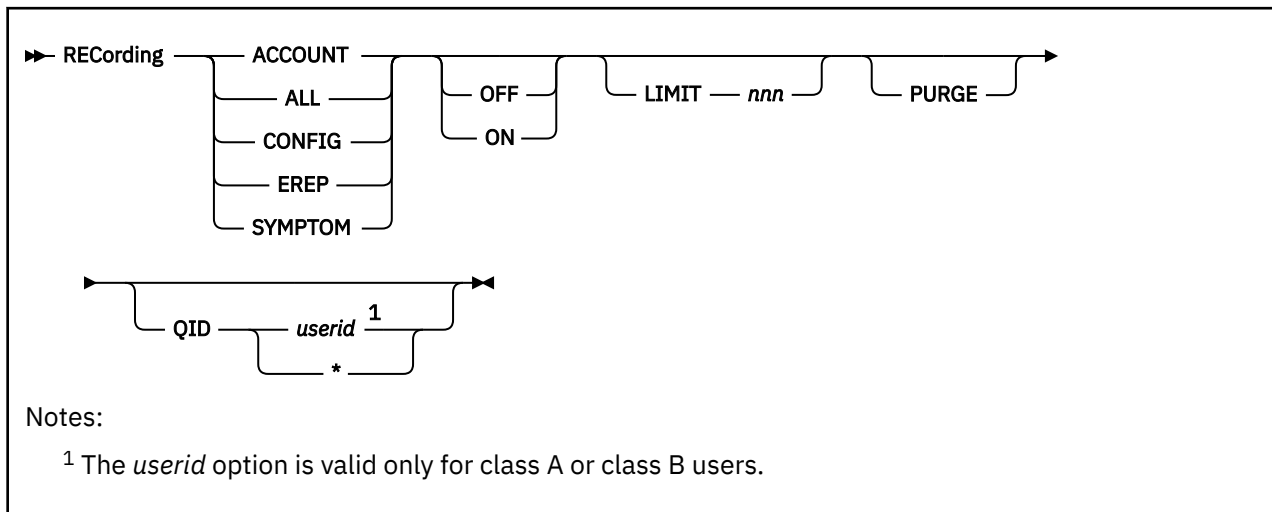 RECording ACCOUNT
ALL
CONFIG
EREP
SYMPTOM
OFF
ON
LIMIT nnn
PURGE
QID userid 1
*
Notes:
1 The userid option is valid only for class A or class B users.